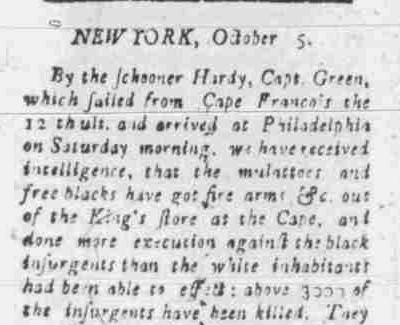 NEW YORK, October 5.
By the ſchooner Hardy, Capt. Green,
which ſailed from Cape Francois the
12 th ult. and arrived at Philadelphia
on Saturday morning, we have received
intelligence, that the mulattoes and
free blacks have got fire arms &c. out
of the King's ſtore at the Cape, and
done more execution againſt the black
inſurgents than the white inhabitants
had been able to effect; above 3000 of
the inſurgents have been killed. They